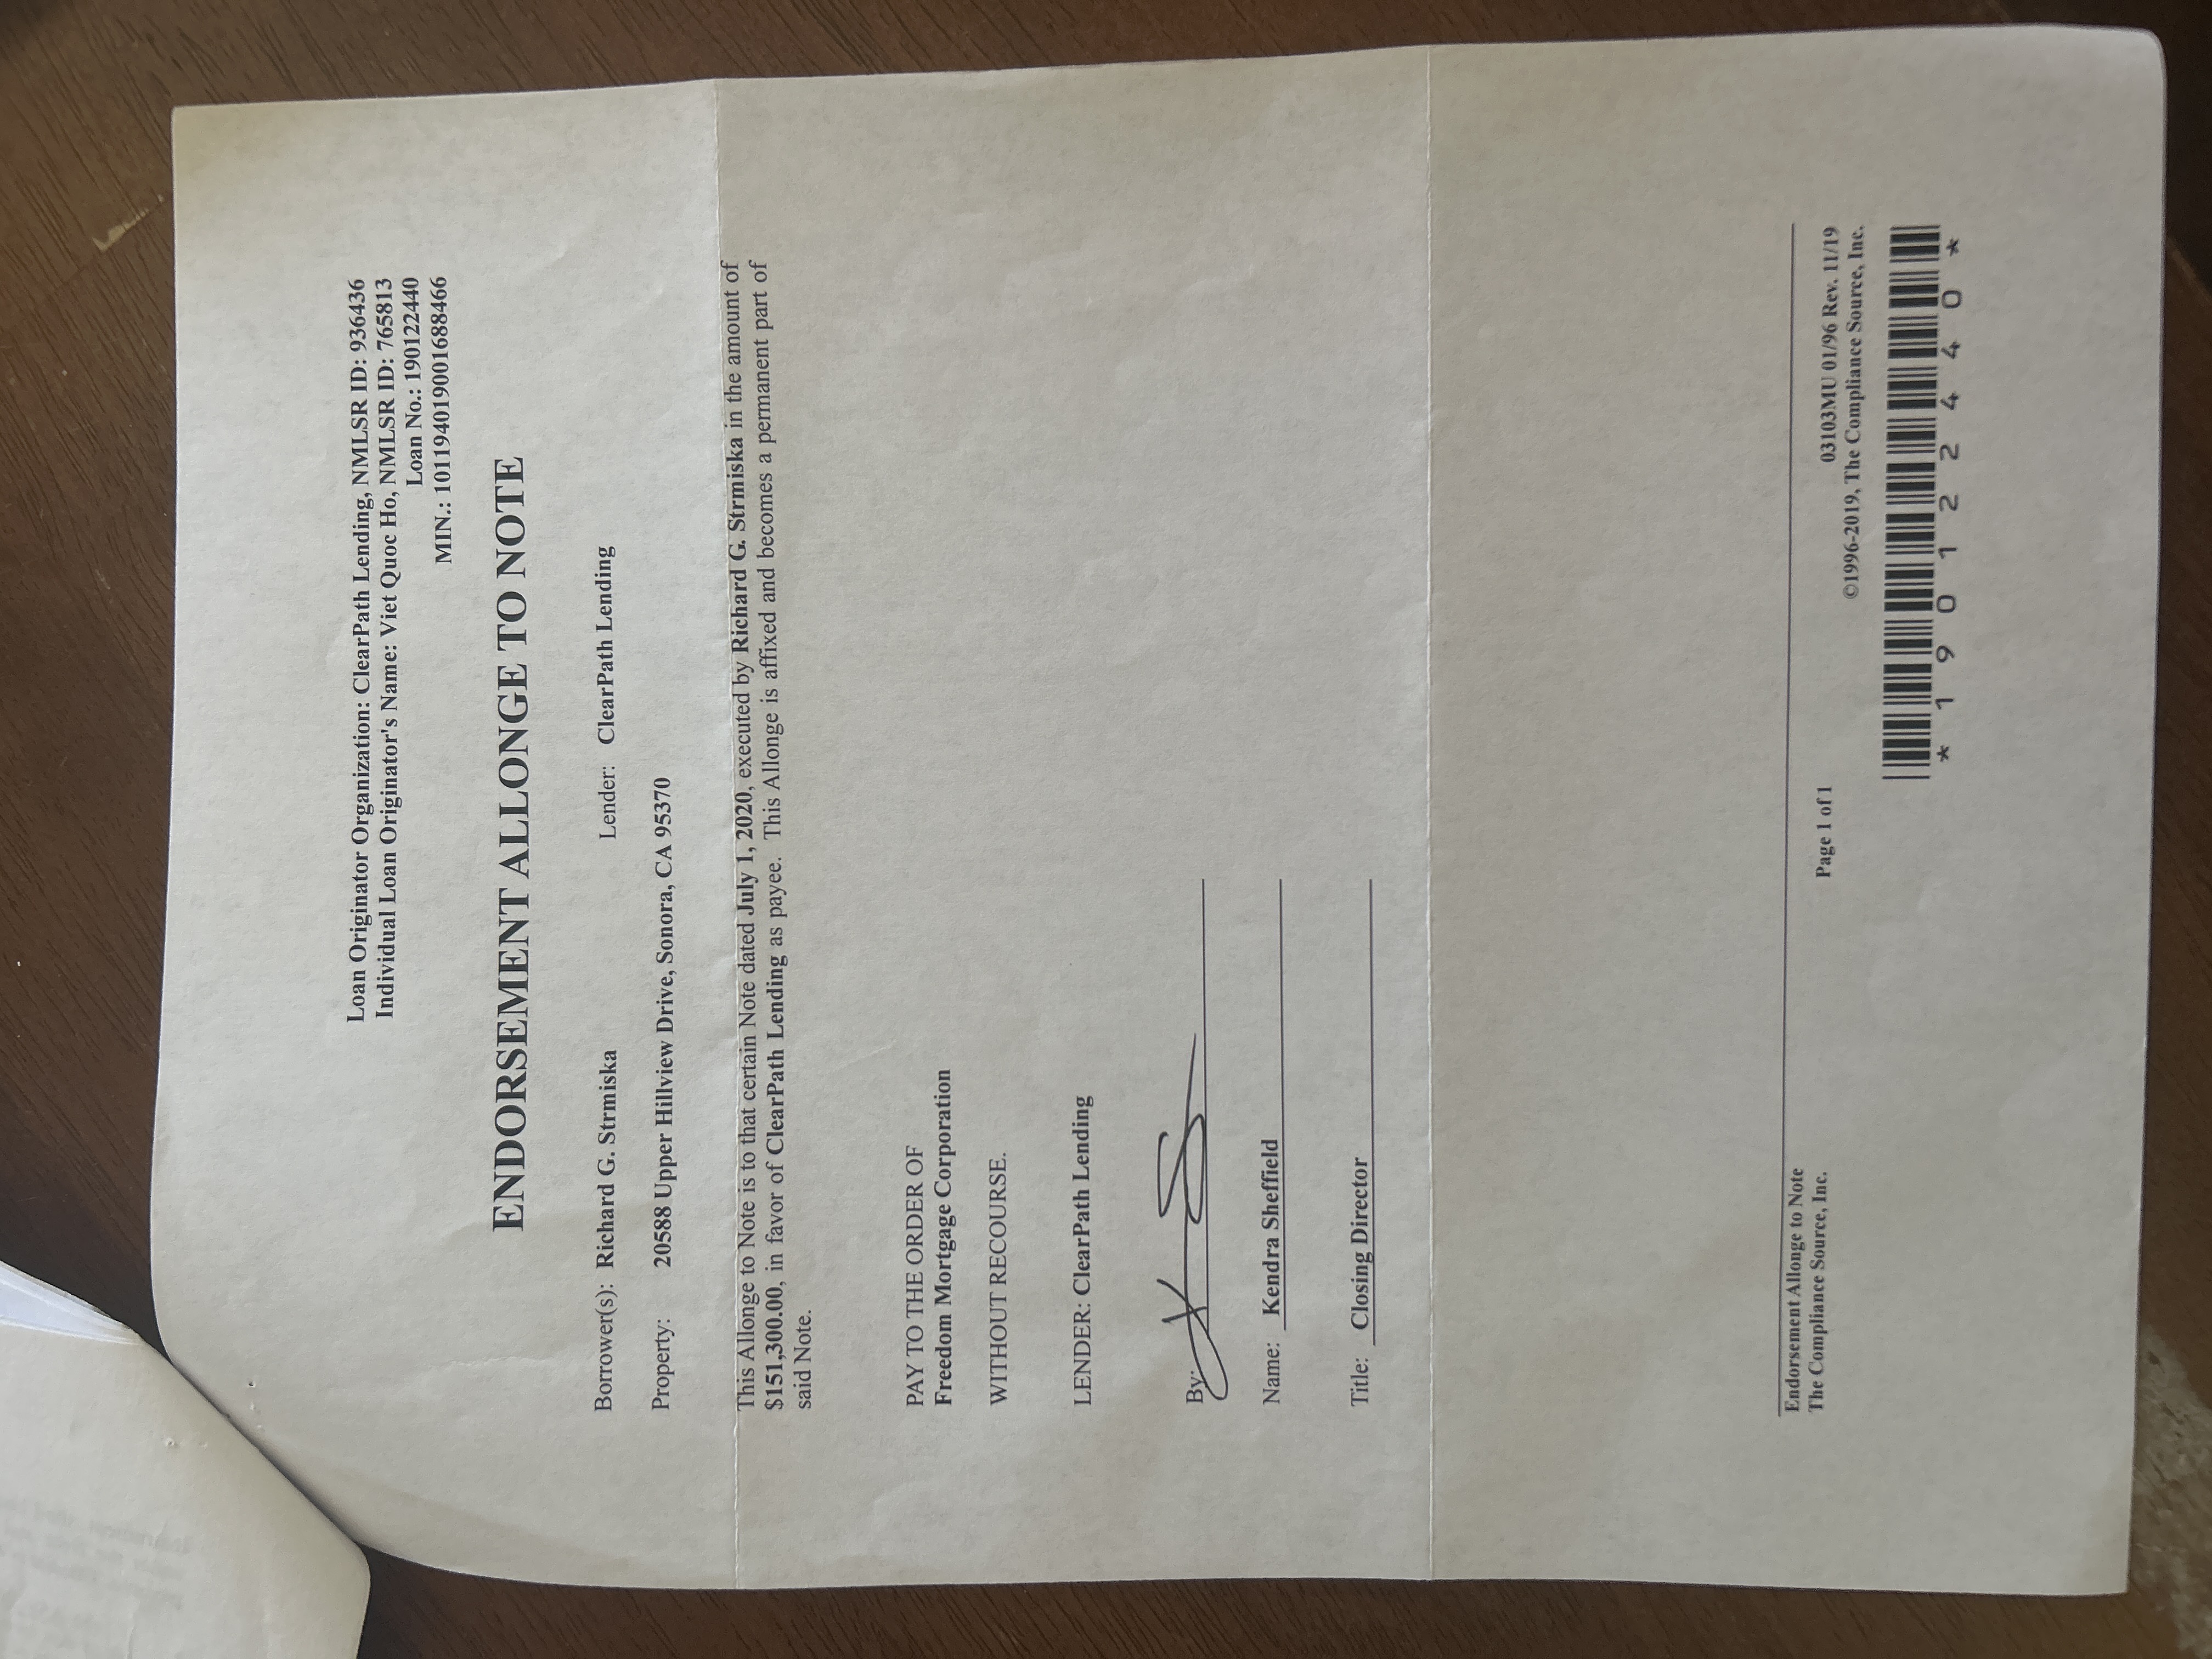 Loan Originator Organization: ClearPath Lending, NMLSR ID: 936436
Individual Loan Originator's Name: Viet Quoc Ho, NMLSR ID: 765813
Loan No.: 190122440
MIN.: 101194019001688466
ENDORSEMENT ALLONGE TO NOTE
Borrower(s): Richard G. Strmiska Lender: ClearPath Lending
Property: 20588 Upper Hillview Drive, Sonora, CA 95370
This Allonge to Note is to that certain Note dated July 1, 2020, executed by Richard G. Strmiska in the amount of
$151,300.00, in favor of ClearPath Lending as payee. This Allonge is affixed and becomes a permanent part of
said Note.
PAY TO THE ORDER OF
Freedom Mortgage Corporation
WITHOUT RECOURSE.
LENDER: ClearPath Lending
By:
Name: Kendra Sheffield
Title: Closing Director
Endorsement Allonge to Note
The Compliance Source, Inc.
Page 1 of 1
03103MU 01/96 Rev. 11/19
©1996-2019, The Compliance Source, Inc.
* 1 9 0 1 2 2 4 4 0 *